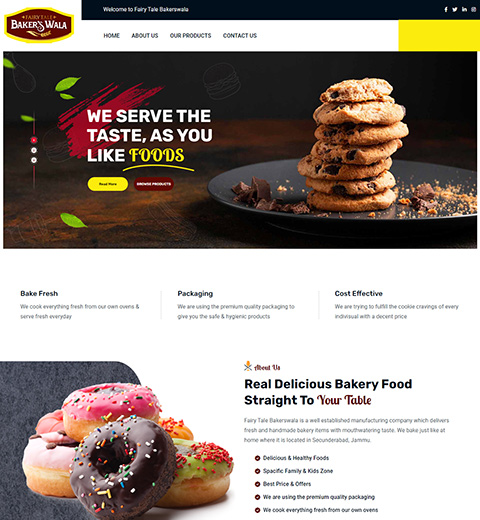 FAIRY TALE
BAKER'S WALA
Welcome to Fairy Tale Bakerswala
HOME ABOUT US OUR PRODUCTS CONTACT US
WE SERVE THE
TASTE, AS YOU
LIKE FOODS
Read More BROWSE PRODUCTS
Bake Fresh
We cook everything fresh from our own ovens &
serve fresh everyday
Packaging
We are using the premium quality packaging to
give you the safe & hygienic products
Cost Effective
We are trying to fulfill the cookie cravings of every
indivisual with a decent price
About Us
Real Delicious Bakery Food
Straight To Your Table
Fairy Tale Bakerswala is a well established manufacturing company which delivers
fresh and handmade bakery items with mouthwatering taste. We bake just like at
home where it is located in Secunderabad, Jammu.
Delicious & Healthy Foods
Spacific Family & Kids Zone
Best Price & Offers
We are using the premium quality packaging
We cook everything fresh from our own ovens